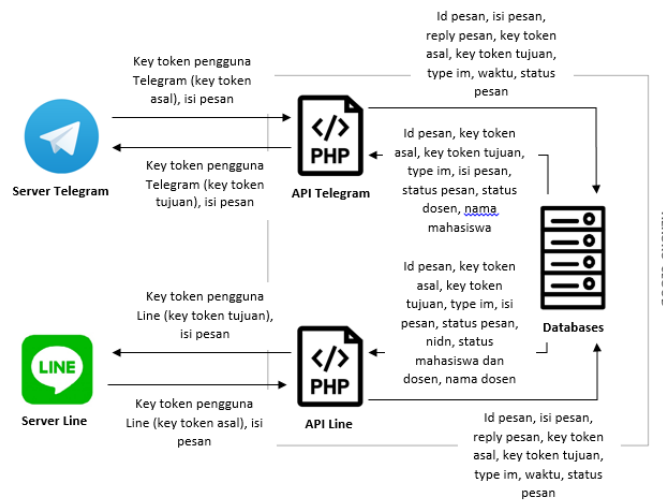 Id pesan, isi pesan,
reply pesan, key token
asal, key token tujuan,
type im, waktu, status
pesan
Key token pengguna
Telegram (key token
asal), isi pesan
PHP
API Telegram
Server Telegram
Key token pengguna
Telegram (key token
tujuan), isi pesan
Id pesan, key token
asal, key token tujuan,
type im, isi pesan,
status pesan, status
dosen, nama
mahasiswa
Databases
Key token pengguna
Line (key token tujuan),
isi pesan
Id pesan, key token
asal, key token
tujuan, type im, isi
pesan, status pesan,
nidn, status
mahasiswa dan
dosen, nama dosen
LINE
Server Line
PHP
API Line
Key token pengguna
Line (key token asal), isi
pesan
Id pesan, isi pesan,
reply pesan, key token
asal, key token tujuan,
type im, waktu, status
pesan